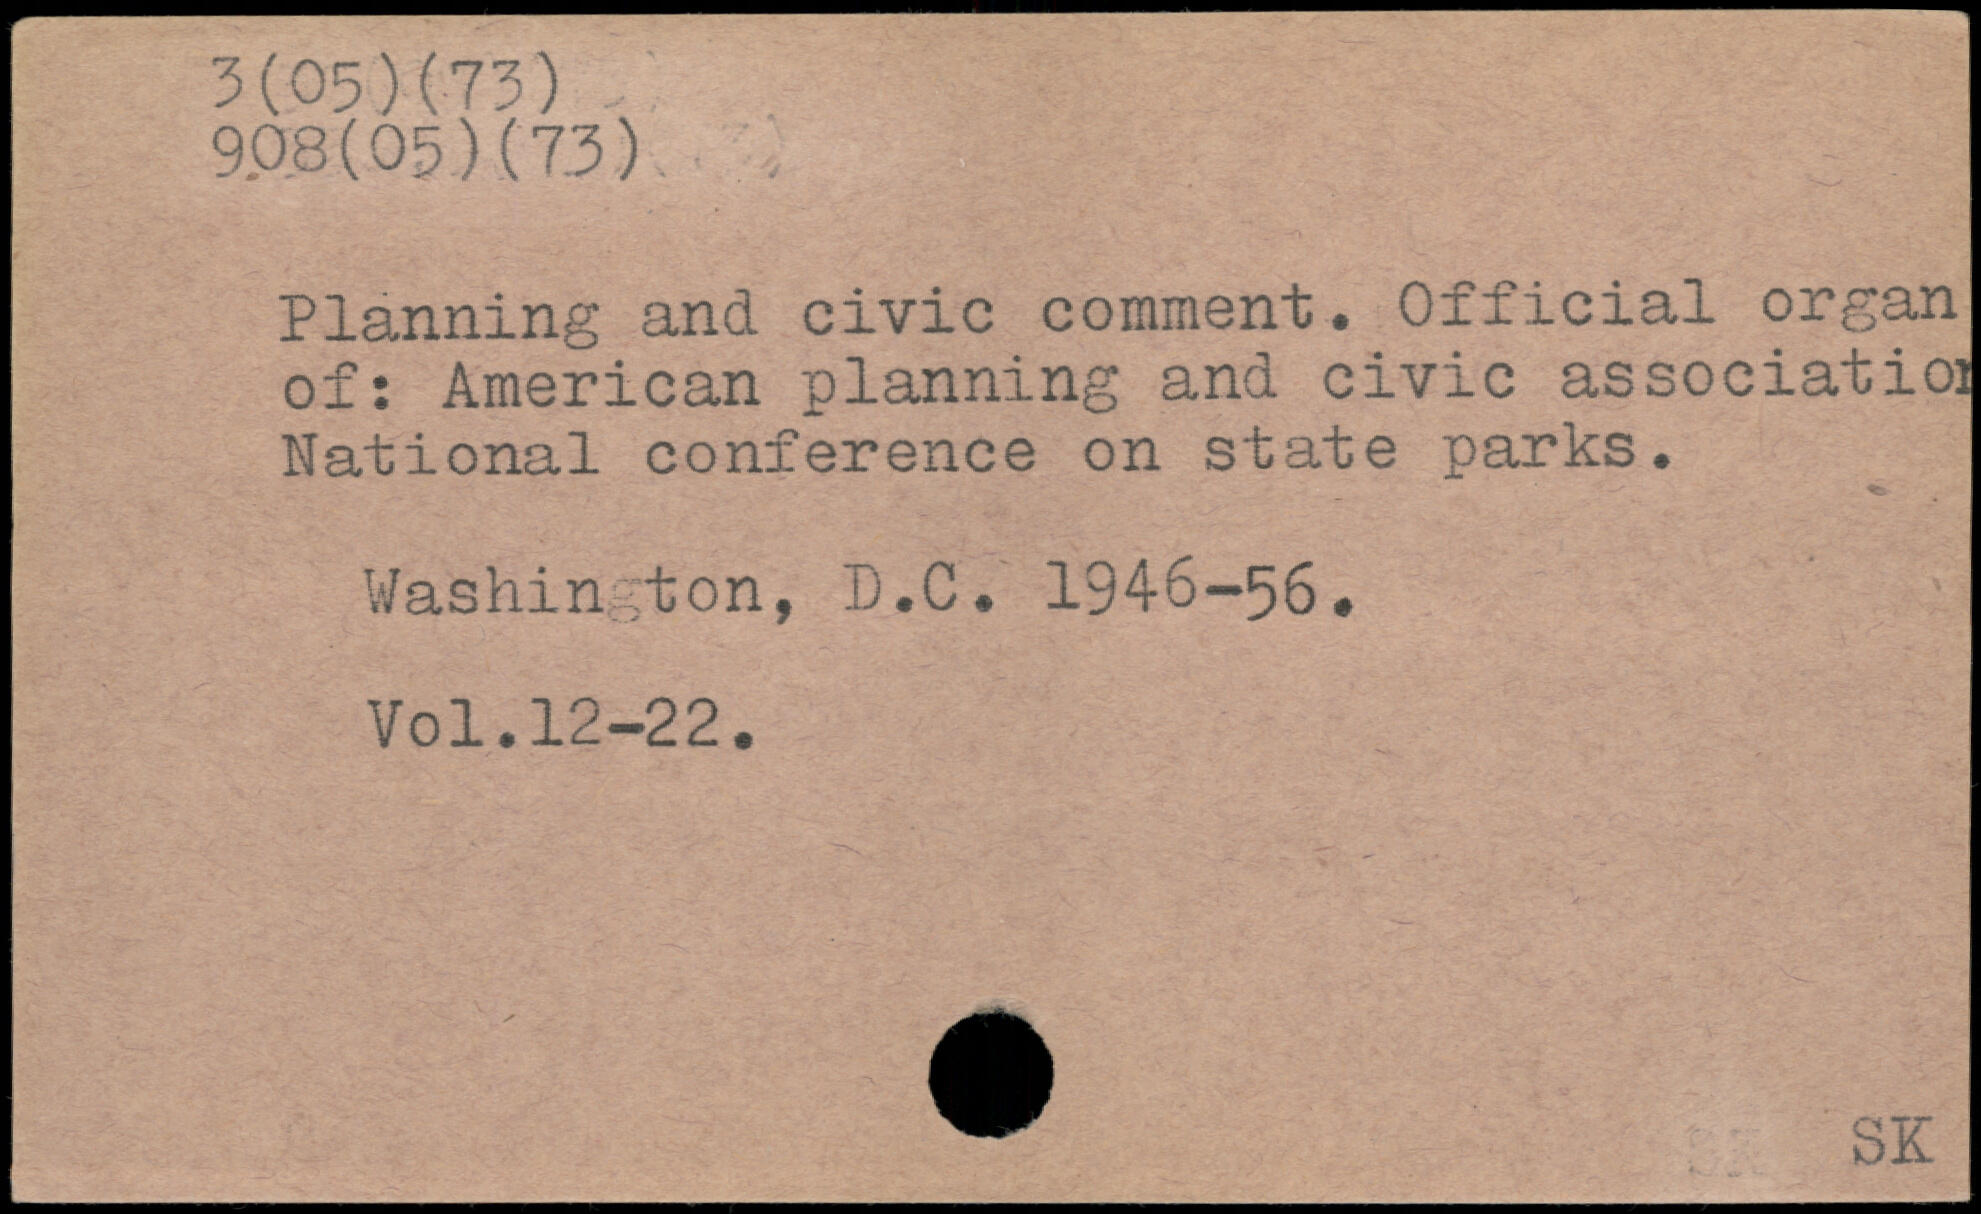 3(05)(73)
908(05)(73)
Planning and civic comment. Official organ
of: American planning and civic association
National conference on state parks.
Washington, D.C. 1946-56.
Vol.12-22.
SK